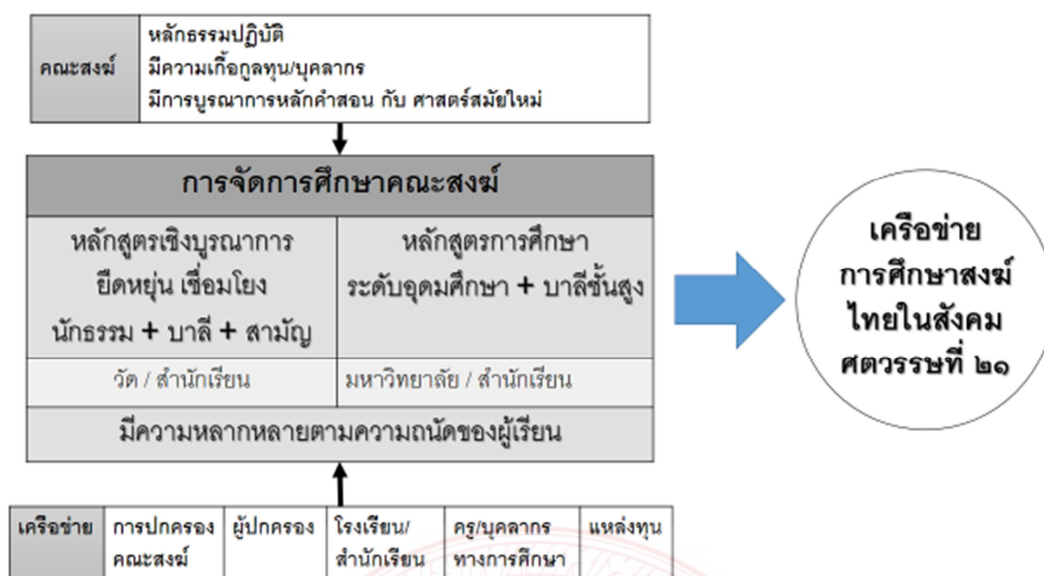 คณะสงฆ์
หลักธรรมปฏิบัติ
มีความเกื้อกูลทุน/บุคลากร
มีการบูรณาการหลักคำสอน กับ ศาสตร์สมัยใหม่
การจัดการศึกษาคณะสงฆ์
หลักสูตรเชิงบูรณาการ
ยืดหยุ่น เชื่อมโยง
นักธรรม + บาลี + สามัญ
หลักสูตรการศึกษา
ระดับอุดมศึกษา + บาลีชั้นสูง
วัด / สำนักเรียน
มหาวิทยาลัย / สำนักเรียน
มีความหลากหลายตามความถนัดของผู้เรียน
เครือข่าย
การศึกษาสงฆ์
ไทยในสังคม
ศตวรรษที่ ๒๑
เครือข่าย
การปกครอง
คณะสงฆ์
ผู้ปกครอง
โรงเรียน/
สำนักเรียน
ครู/บุคลากร
ทางการศึกษา
แหล่งทุน